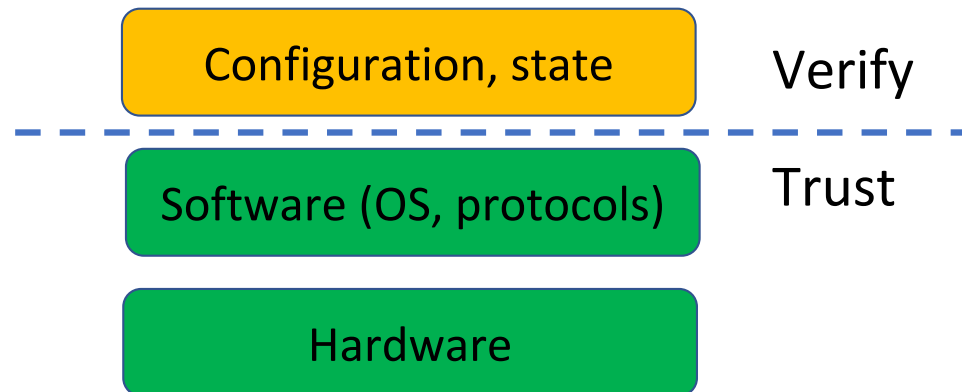 Configuration, state
Verify
Software (OS, protocols)
Trust
Hardware